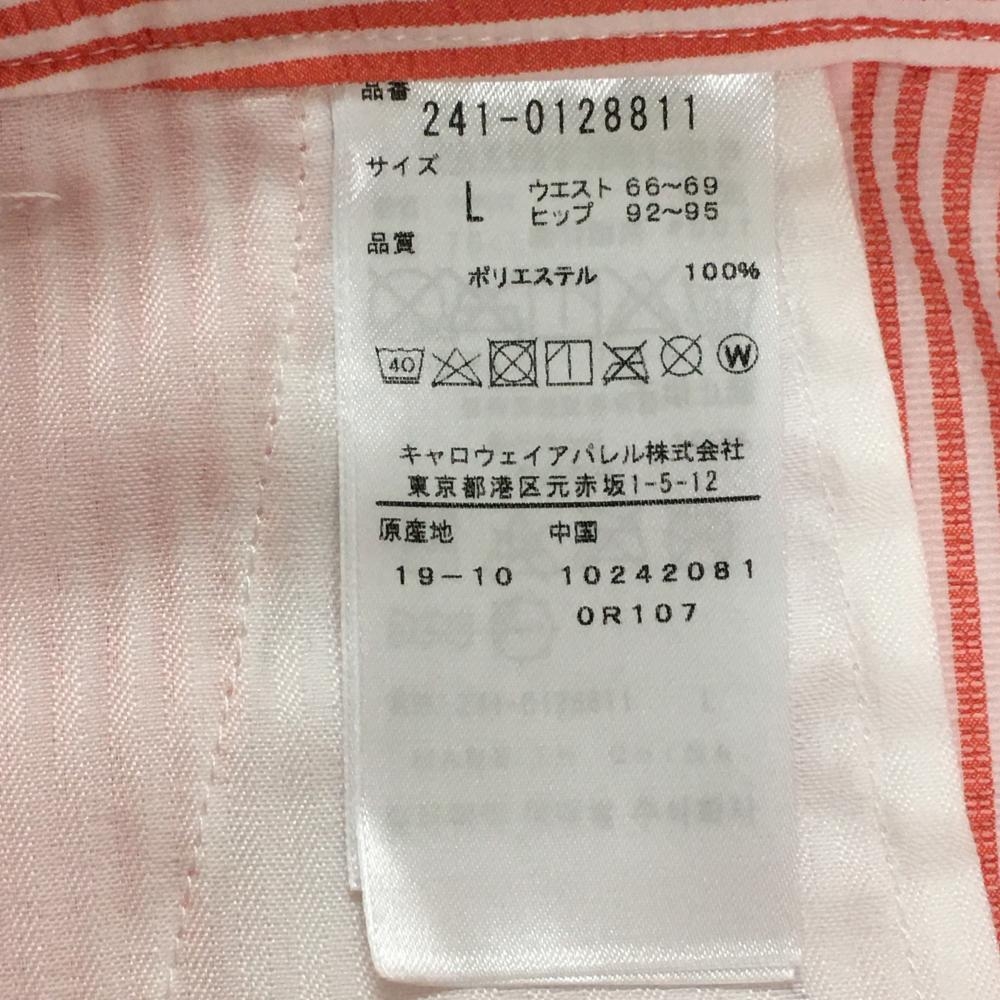 品番
241-0128811
サイズ
L ウエスト 66～69
ヒップ 92～95
品質
ポリエステル 100%
40 W
キャロウェイアパレル株式会社
東京都港区元赤坂1-5-12
原産地 中国
19-10 10242081
0R107
241-0128811 L